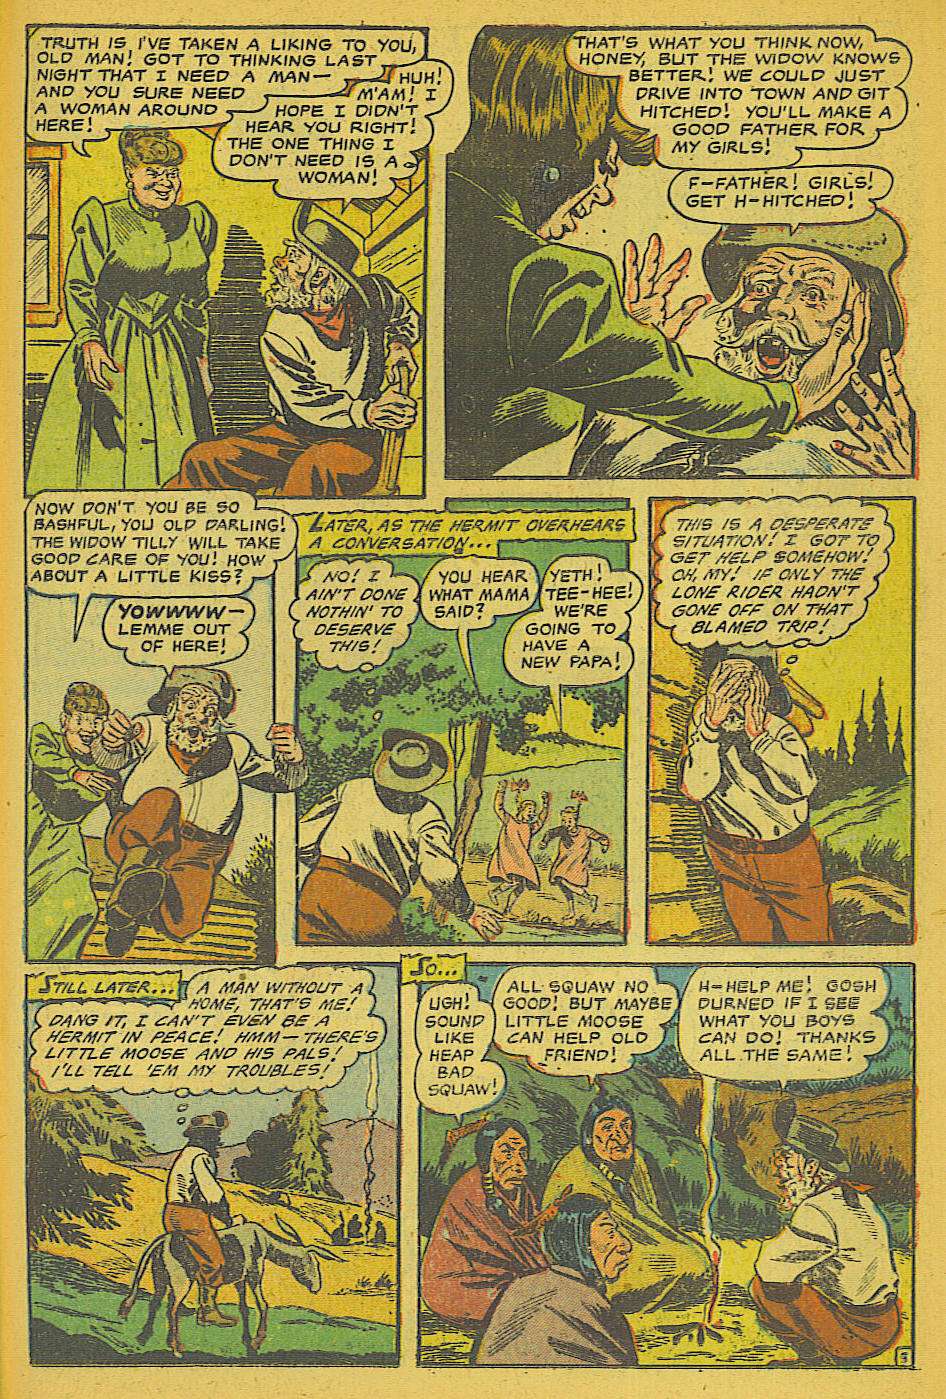 TRUTH IS I'VE TAKEN A LIKING TO YOU,
OLD MAN! GOT TO THINKING LAST
NIGHT THAT I NEED A MAN—
AND YOU SURE NEED
A WOMAN AROUND
HERE!
HUH!
M'AM! I
HOPE I DIDN'T
HEAR YOU RIGHT!
THE ONE THING I
DON'T NEED IS A
WOMAN!
THAT'S WHAT YOU THINK NOW,
HONEY, BUT THE WIDOW KNOWS
BETTER! WE COULD JUST
DRIVE INTO TOWN AND GIT
HITCHED! YOU'LL MAKE A
GOOD FATHER FOR
MY GIRLS!
F-FATHER! GIRLS!
GET H-HITCHED!
NOW DON'T YOU BE SO
BASHFUL, YOU OLD DARLING!
THE WIDOW TILLY WILL TAKE
GOOD CARE OF YOU! HOW
ABOUT A LITTLE KISS?
YOWWWW—
LEMME OUT
OF HERE!
LATER, AS THE HERMIT OVERHEARS
A CONVERSATION...
NO! I
AIN'T DONE
NOTHIN' TO
DESERVE
THIS!
YOU HEAR
WHAT MAMA
SAID?
YETH!
TEE-HEE!
WE'RE
GOING TO
HAVE A
NEW PAPA!
THIS IS A DESPERATE
SITUATION! I GOT TO
GET HELP SOMEHOW!
OH, MY! IF ONLY THE
LONE RIDER HADN'T
GONE OFF ON THAT
BLAMED TRIP!
STILL LATER...
A MAN WITHOUT A
HOME, THAT'S ME!
DANG IT, I CAN'T EVEN BE A
HERMIT IN PEACE! HMM—THERE'S
LITTLE MOOSE AND HIS PALS!
I'LL TELL 'EM MY TROUBLES!
SO...
UGH!
SOUND
LIKE
HEAP
BAD
SQUAW!
ALL SQUAW NO
GOOD! BUT MAYBE
LITTLE MOOSE
CAN HELP OLD
FRIEND!
H-HELP ME! GOSH
DURNED IF I SEE
WHAT YOU BOYS
CAN DO! THANKS
ALL THE SAME!
3